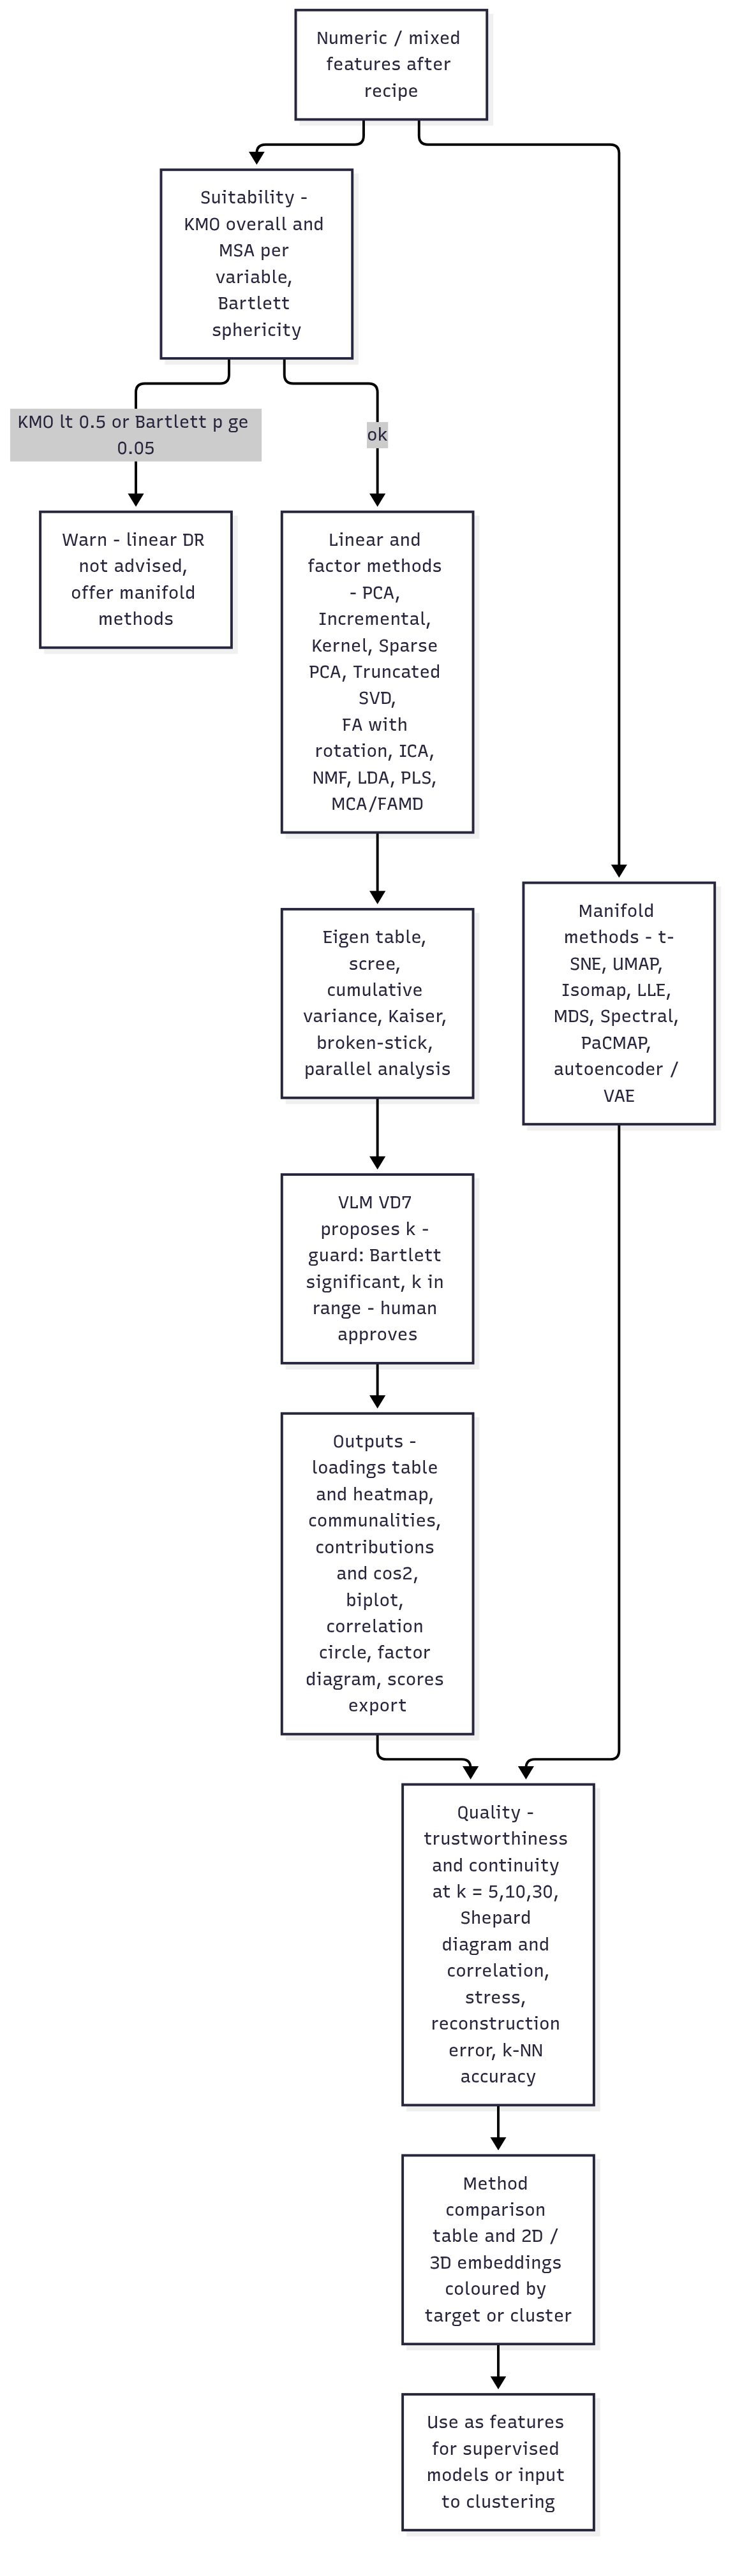 Numeric / mixed
features after
recipe
Suitability -
KMO overall and
MSA per
variable,
Bartlett
sphericity
KMO lt 0.5 or Bartlett p ge
0.05
ok
Warn - linear DR
not advised,
offer manifold
methods
Linear and
factor methods
- PCA,
Incremental,
Kernel, Sparse
PCA, Truncated
SVD,
FA with
rotation, ICA,
NMF, LDA, PLS,
MCA/FAMD
Manifold
methods - t-
SNE, UMAP,
Isomap, LLE,
MDS, Spectral,
PaCMAP,
autoencoder /
VAE
Eigen table,
scree,
cumulative
variance, Kaiser,
broken-stick,
parallel analysis
VLM VD7
proposes k -
guard: Bartlett
significant, k in
range - human
approves
Outputs -
loadings table
and heatmap,
communalities,
contributions
and cos2,
biplot,
correlation
circle, factor
diagram, scores
export
Quality -
trustworthiness
and continuity
at k = 5,10,30,
Shepard
diagram and
correlation,
stress,
reconstruction
error, k-NN
accuracy
Method
comparison
table and 2D /
3D embeddings
coloured by
target or cluster
Use as features
for supervised
models or input
to clustering